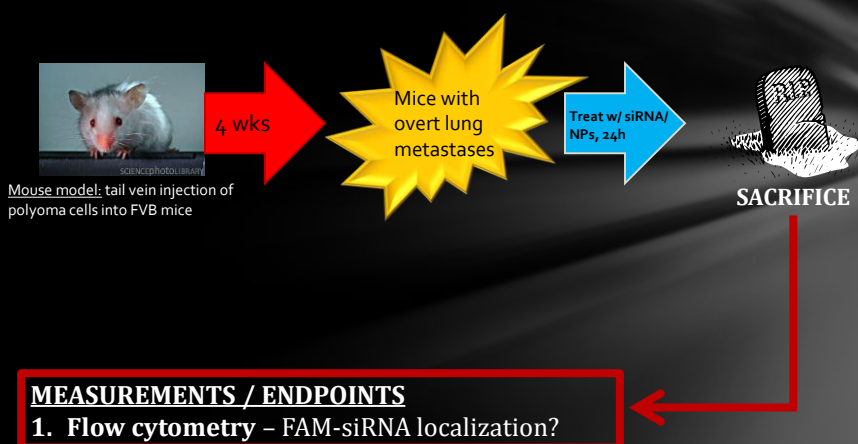 4 wks
Mice with
overt lung
metastases
Treat w/ siRNA/
NPs, 24h
RIP
SCIENCEPHOTOLIBRARY
Mouse model: tail vein injection of
polyoma cells into FVB mice
SACRIFICE
MEASUREMENTS / ENDPOINTS
1. Flow cytometry – FAM-siRNA localization?